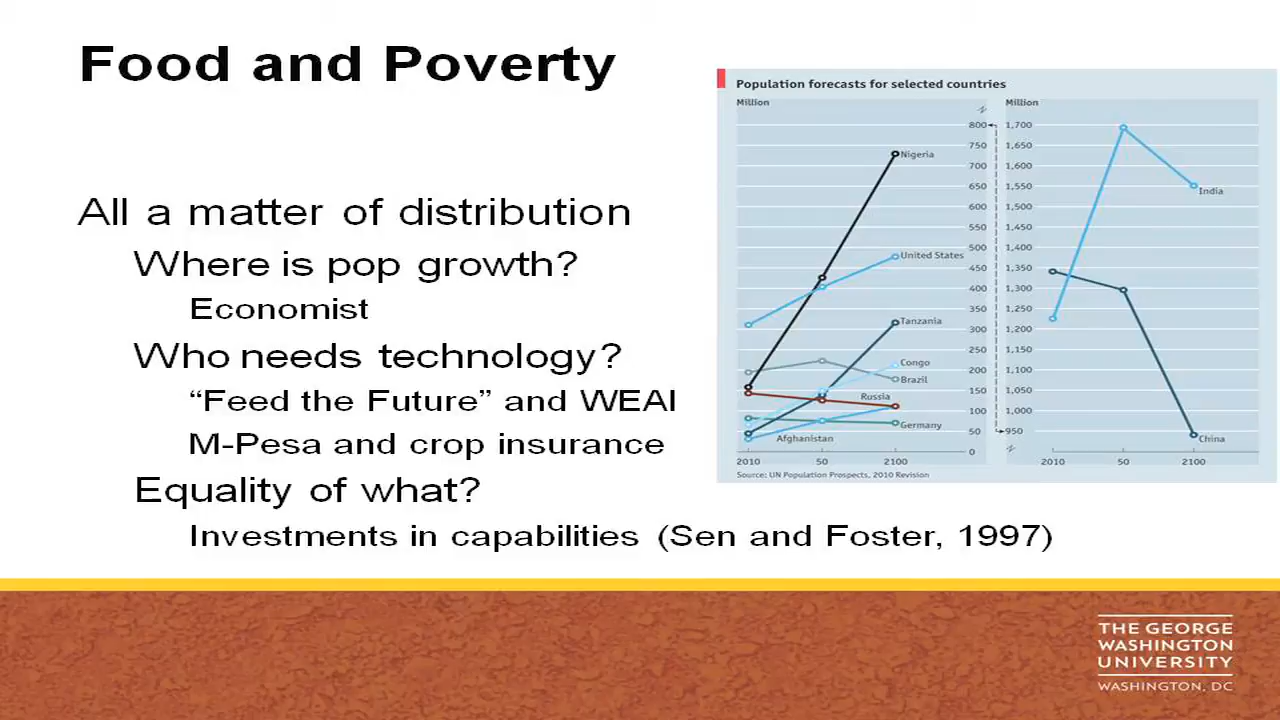 Food and Poverty
All a matter of distribution
Where is pop growth?
Economist
Who needs technology?
“Feed the Future” and WEAI
M-Pesa and crop insurance
Equality of what?
Investments in capabilities (Sen and Foster, 1997)
Population forecasts for selected countries
Million
800
750
700
650
600
550
500
450
400
350
300
250
200
150
100
50
0
Nigeria
United States
Tanzania
Congo
Brazil
Russia
Germany
Afghanistan
2010 50 2100
Million
1,700
1,650
1,600
1,550
1,500
1,450
1,400
1,350
1,300
1,250
1,200
1,150
1,100
1,050
1,000
950
India
China
2010 50 2100
Source: UN Population Prospects, 2010 Revision
THE GEORGE
WASHINGTON
UNIVERSITY
WASHINGTON, DC